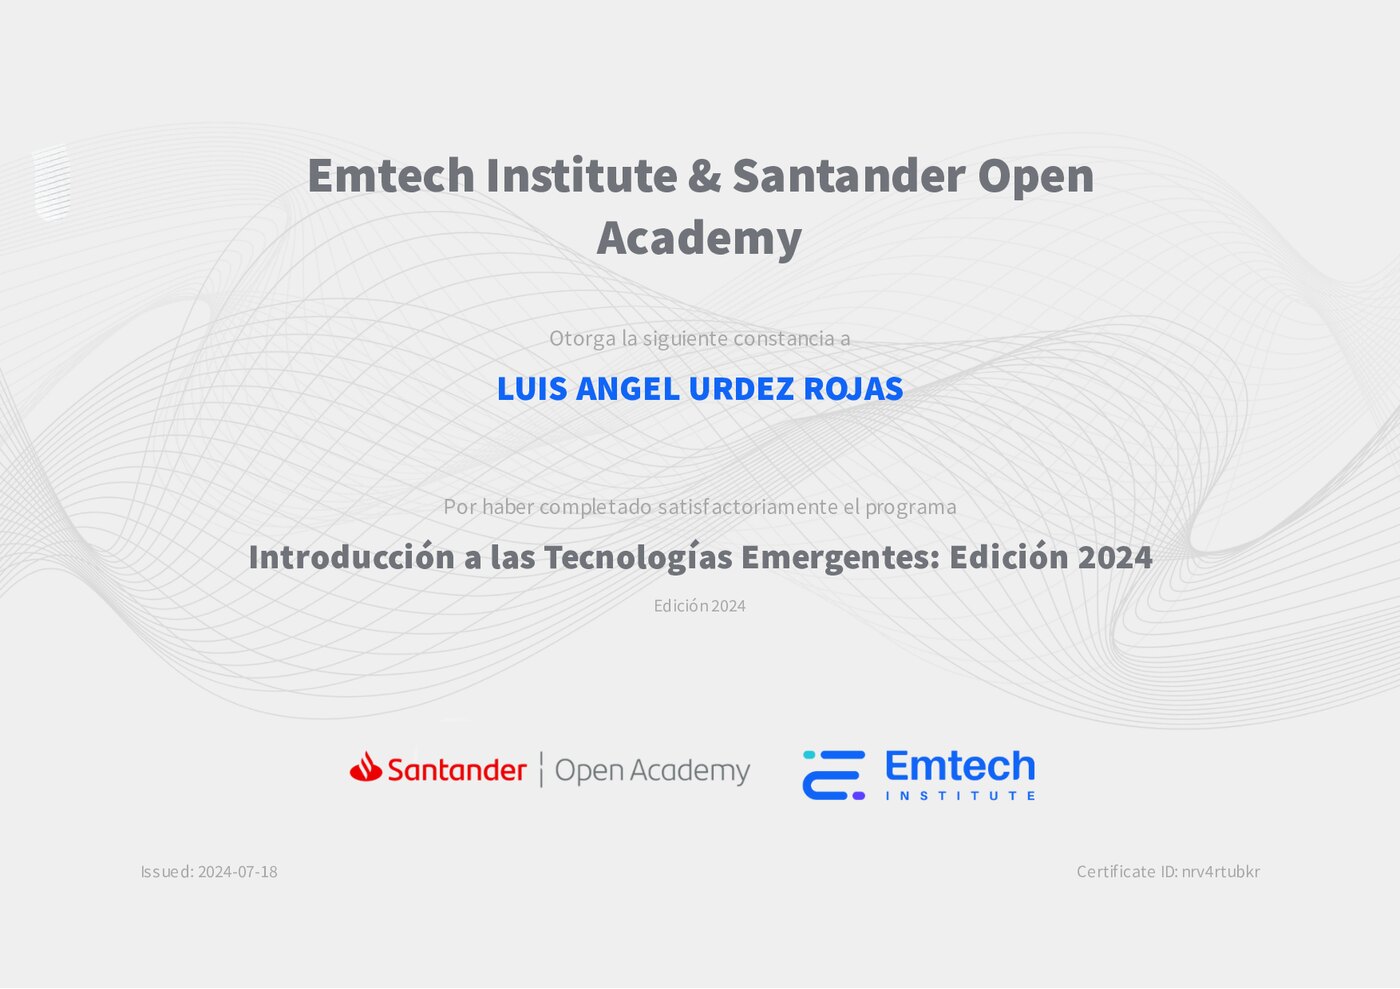 Emtech Institute & Santander Open
Academy
Otorga la siguiente constancia a
LUIS ANGEL URDEZ ROJAS
Por haber completado satisfactoriamente el programa
Introducción a las Tecnologías Emergentes: Edición 2024
Edición 2024
Santander | Open Academy
Emtech
INSTITUTE
Issued: 2024-07-18
Certificate ID: nrv4rtubkr